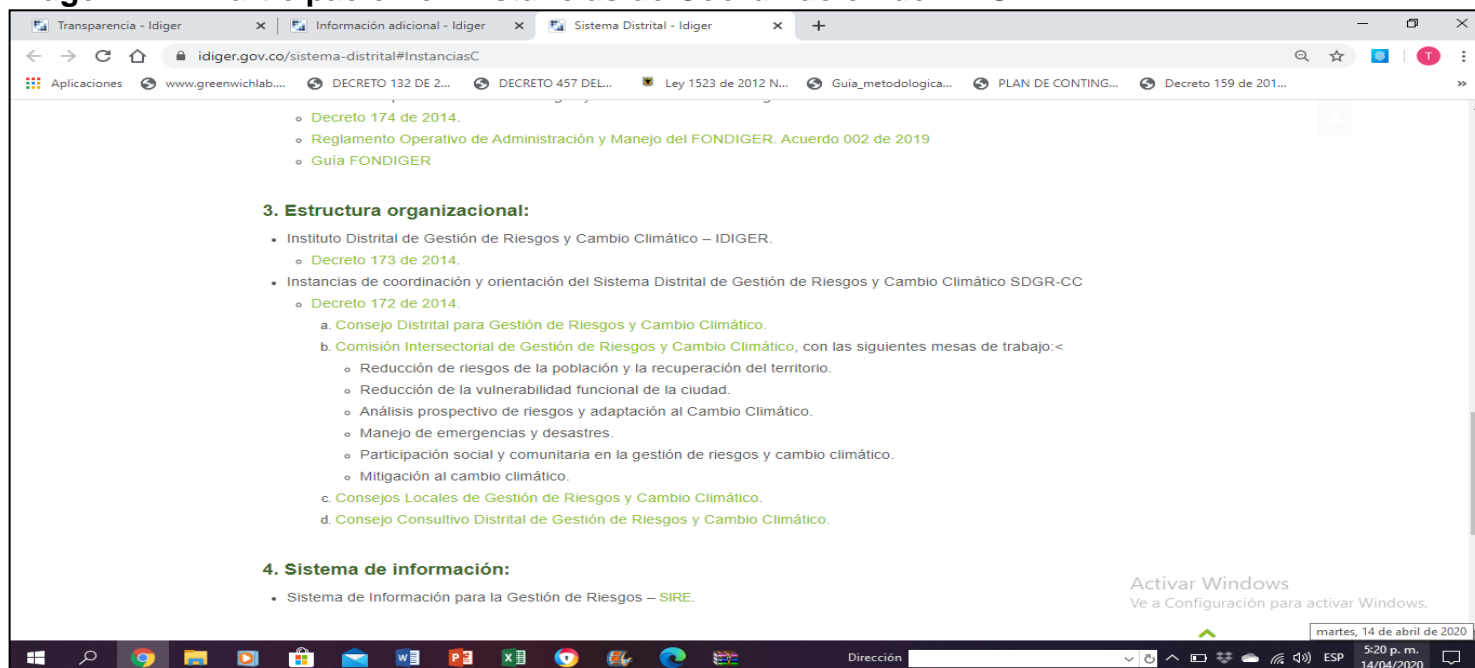 Transparencia - Idiger
Información adicional - Idiger
Sistema Distrital - Idiger
idiger.gov.co/sistema-distrital#InstanciasC
Aplicaciones
www.greenwichlab....
DECRETO 132 DE 2...
DECRETO 457 DEL...
Ley 1523 de 2012 N...
Guia_metodologica...
PLAN DE CONTING...
Decreto 159 de 201...
Decreto 174 de 2014.
Reglamento Operativo de Administración y Manejo del FONDIGER. Acuerdo 002 de 2019
Guía FONDIGER
3. Estructura organizacional:
Instituto Distrital de Gestión de Riesgos y Cambio Climático – IDIGER.
Decreto 173 de 2014.
Instancias de coordinación y orientación del Sistema Distrital de Gestión de Riesgos y Cambio Climático SDGR-CC
Decreto 172 de 2014.
a. Consejo Distrital para Gestión de Riesgos y Cambio Climático.
b. Comisión Intersectorial de Gestión de Riesgos y Cambio Climático, con las siguientes mesas de trabajo:<
Reducción de riesgos de la población y la recuperación del territorio.
Reducción de la vulnerabilidad funcional de la ciudad.
Análisis prospectivo de riesgos y adaptación al Cambio Climático.
Manejo de emergencias y desastres.
Participación social y comunitaria en la gestión de riesgos y cambio climático.
Mitigación al cambio climático.
c. Consejos Locales de Gestión de Riesgos y Cambio Climático.
d. Consejo Consultivo Distrital de Gestión de Riesgos y Cambio Climático.
4. Sistema de información:
Sistema de Información para la Gestión de Riesgos – SIRE.
Activar Windows
Ve a Configuración para activar Windows.
martes, 14 de abril de 2020
Dirección
ESP
5:20 p. m.
14/04/2020